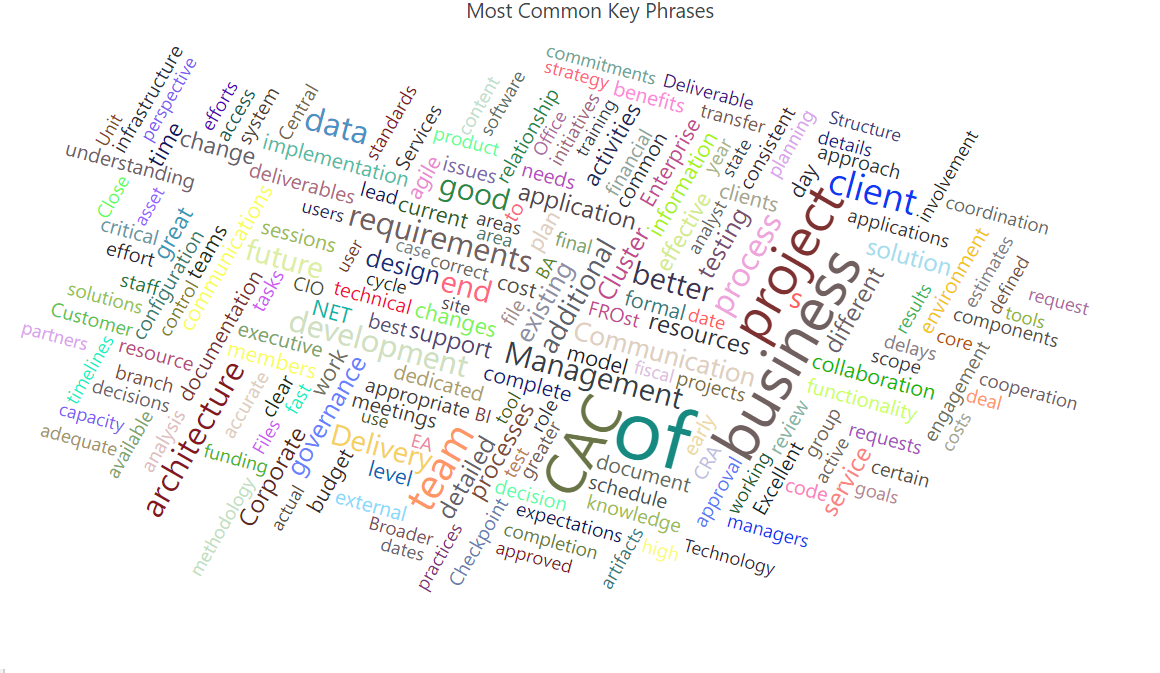 Most Common Key Phrases
commitments
strategy
benefits
Deliverable
transfer
infrastructure
perspective
Unit
efforts
access
system
Central
data
standards
Services
content
software
product
relationship
Office
initiatives
training
activities
financial
common
Enterprise
information
year
state
consistent
planning
Structure
details
approach
involvement
coordination
time
understanding
change
deliverables
implementation
lead
agile
issues
good
needs
application
to
current
areas
area
users
requirements
plan
final
Cluster
effective
analyst
clients
testing
process
day
client
applications
project
solution
environment
estimates
defined
request
tools
components
Close
asset
critical
great
effort
configuration
teams
communications
sessions
future
user
case
correct
design
cycle
end
cost
BA
file
existing
additional
better
formal
date
FROst
resources
s
business
different
results
delays
core
staff
solutions
control
tasks
CIO
technical
site
changes
NET
best
support
development
Customer
partners
timelines
resource
documentation
executive
members
work
branch
decisions
architecture
accurate
clear
fast
governance
dedicated
complete
Management
model
fiscal
projects
Communication
collaboration
scope
functionality
engagement
cooperation
deal
costs
capacity
adequate
available
analysis
funding
Files
Corporate
appropriate
meetings
use
BI
tool
role
Delivery
EA
team
level
detailed
processes
test
greater
CAC
of
early
CRA
review
group
requests
active
certain
goals
service
code
Excellent
working
approval
managers
document
schedule
knowledge
decision
expectations
completion
approved
methodology
actual
budget
external
Broader
dates
practices
Checkpoint
artifacts
high
Technology